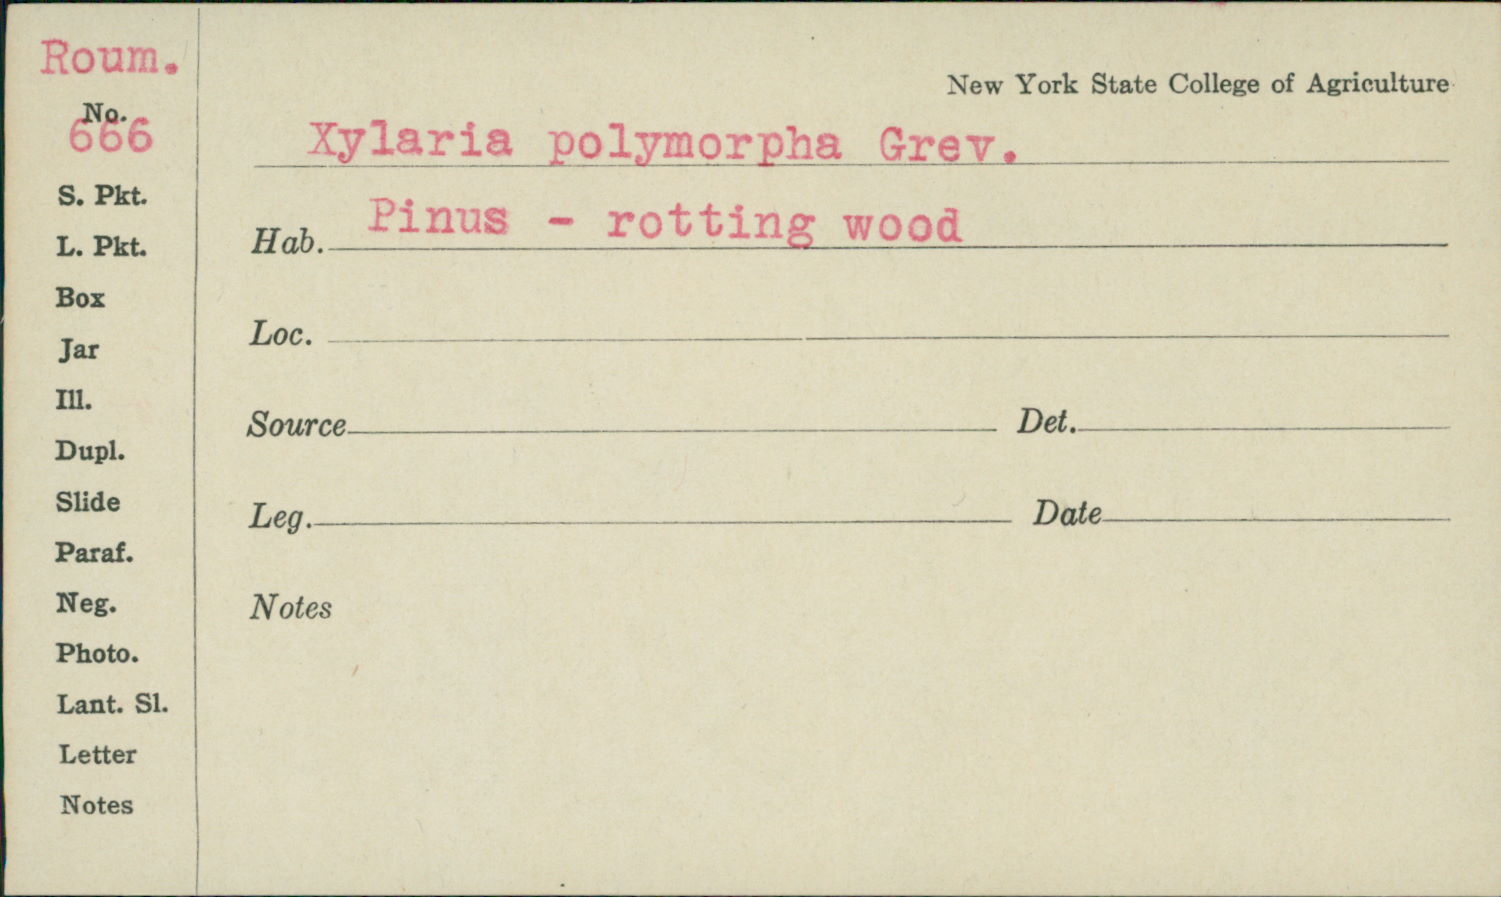 Roum.
No.
666
S. Pkt.
L. Pkt.
Box
Jar
Ill.
Dupl.
Slide
Paraf.
Neg.
Photo.
Lant. Sl.
Letter
Notes
New York State College of Agriculture
Xylaria polymorpha Grev.
Hab. Pinus - rotting wood
Loc.
Source Det.
Leg. Date
Notes